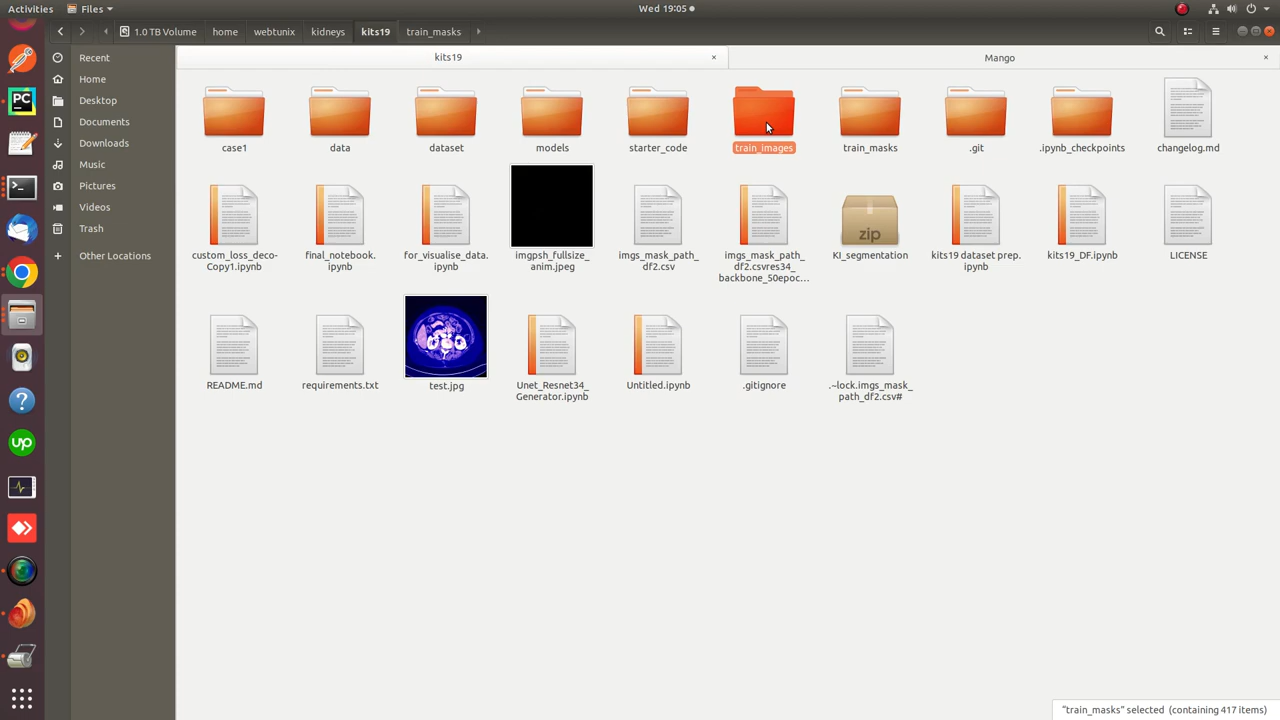 Activities
Files
Wed 19:05
1.0 TB Volume
home
webtunix
kidneys
kits19
train_masks
Recent
Home
Desktop
Documents
Downloads
Music
Pictures
Videos
Trash
Other Locations
kits19
Mango
case1
data
dataset
models
starter_code
train_images
train_masks
.git
.ipynb_checkpoints
changelog.md
custom_loss_deco-
Copy1.ipynb
final_notebook.
ipynb
for_visualise_data.
ipynb
imgpsh_fullsize_
anim.jpeg
imgs_mask_path_
df2.csv
imgs_mask_path_
df2.csvres34_
backbone_50epoc…
zip
KI_segmentation
kits19 dataset prep.
ipynb
kits19_DF.ipynb
LICENSE
README.md
requirements.txt
test.jpg
Unet_Resnet34_
Generator.ipynb
Untitled.ipynb
.gitignore
.~lock.imgs_mask_
path_df2.csv#
PC
up
"train_masks" selected (containing 417 items)